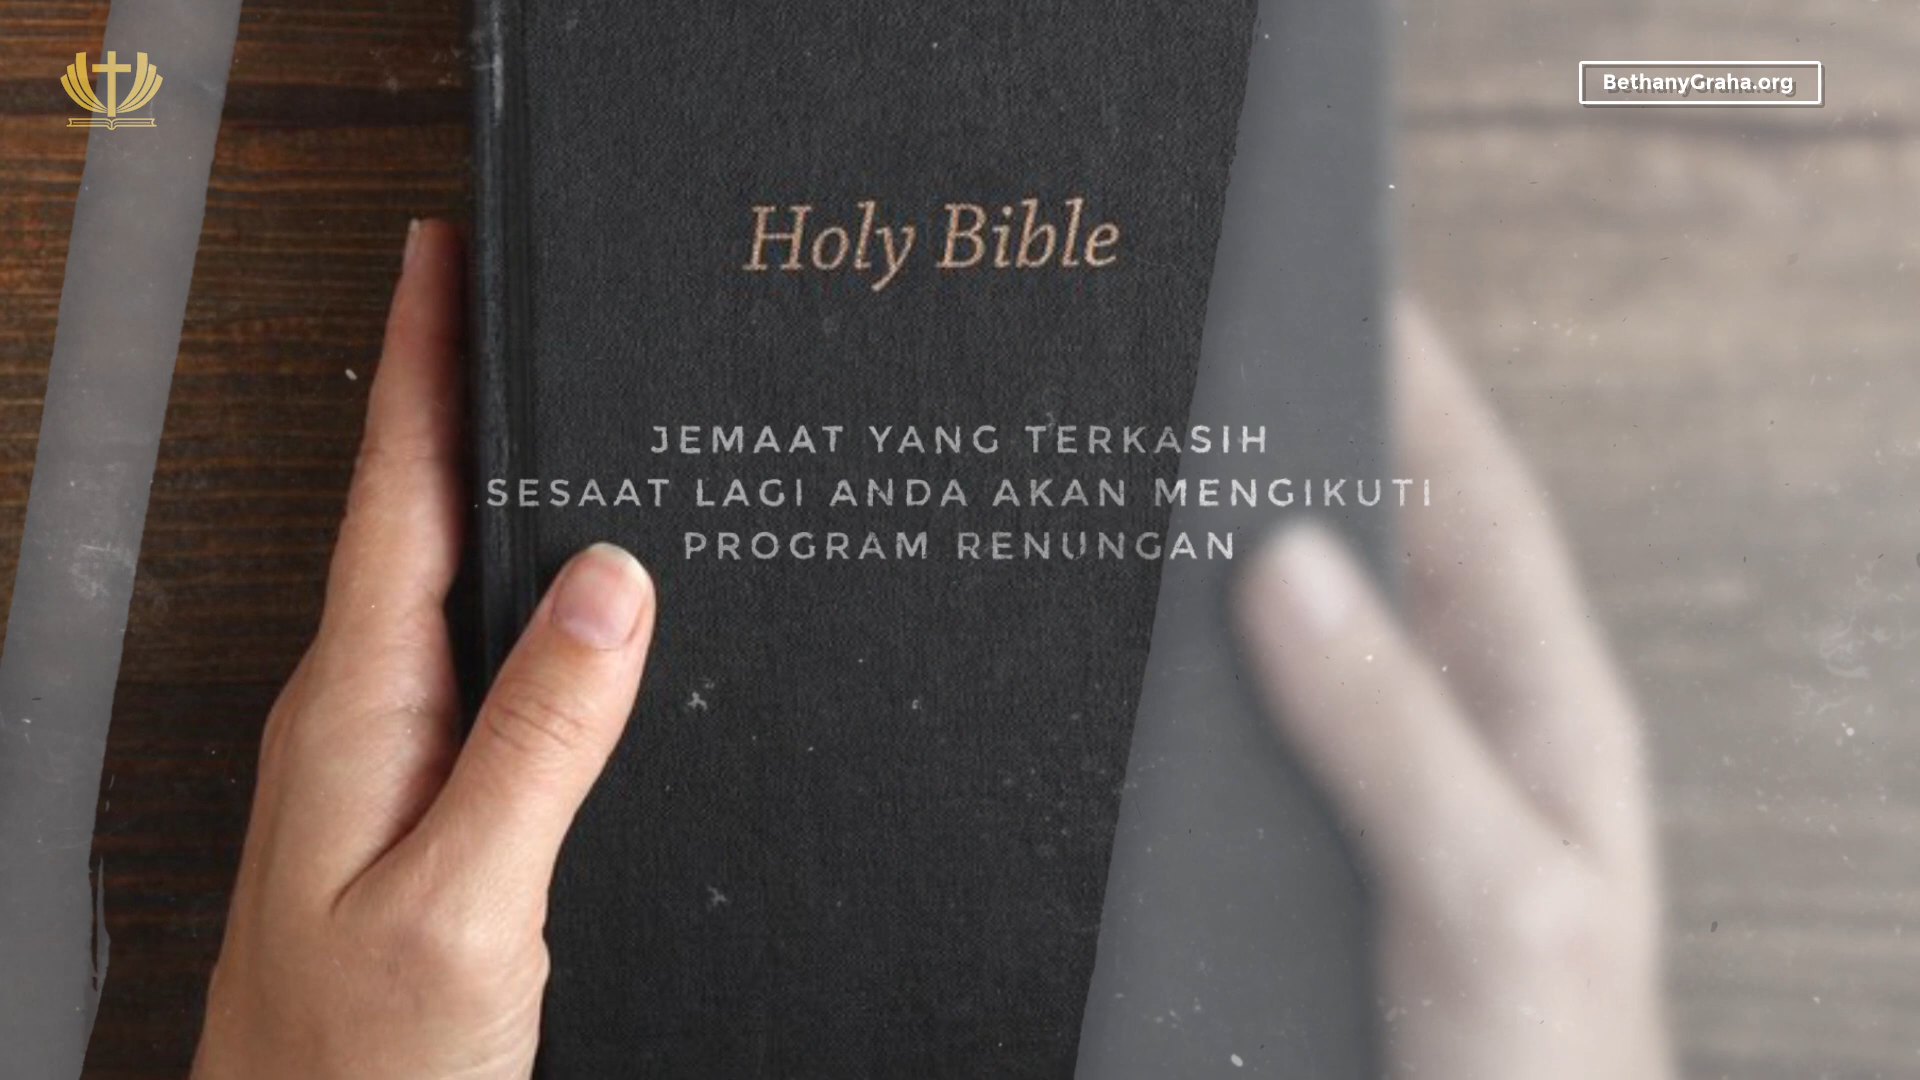 BethanyGraha.org
Holy Bible
JEMAAT YANG TERKASIH
SESAAT LAGI ANDA AKAN MENGIKUTI
PROGRAM RENUNGAN